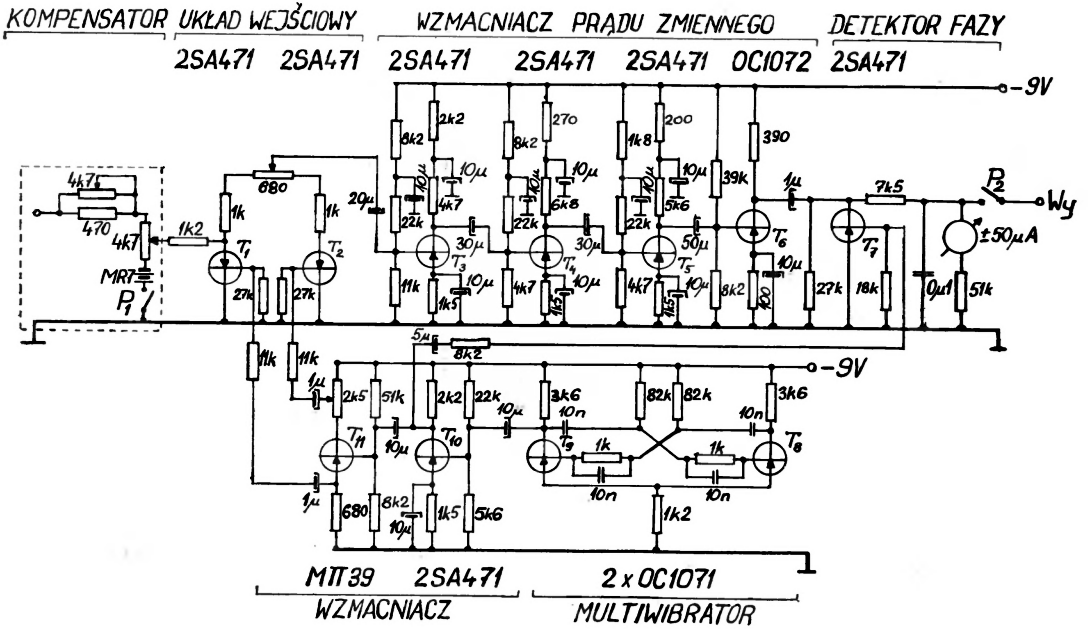 KOMPENSATOR UKŁAD WEJŚCIOWY WZMACNIACZ PRĄDU ZMIENNEGO DETEKTOR FAZY
2SA471 2SA471 2SA471 2SA471 2SA471 OC1072 2SA471
-9V
8k2 2k2 8k2 270 1k8 200 39k 390
4k7 470 4k7 MR7 P1
1k2 1k 680 1k
T1 T2 27k 27k
20µ 10µ 10µ 22k 4k7 30µ T3 11k 1k5 10µ
10µ 10µ 22k 6k8 30µ T4 4k7 1k5 10µ
10µ 10µ 22k 5k6 50µ T5 4k7 1k5 10µ
8k2 T6 100 10µ 1µ
27k T7 7k5 18k 0µ1
P2 Wy
±50µA 51k
11k 11k 5µ 8k2
-9V
1µ 2k5 51k 2k2 22k 10µ 3k6 10n 82k 82k 10n 3k6
T11 10µ T10 T9 1k 10n 1k 10n T8
1µ 680 8k2 10µ 1k5 5k6 1k2
MΠ39 2SA471 2xOC1071
WZMACNIACZ MULTIWIBRATOR